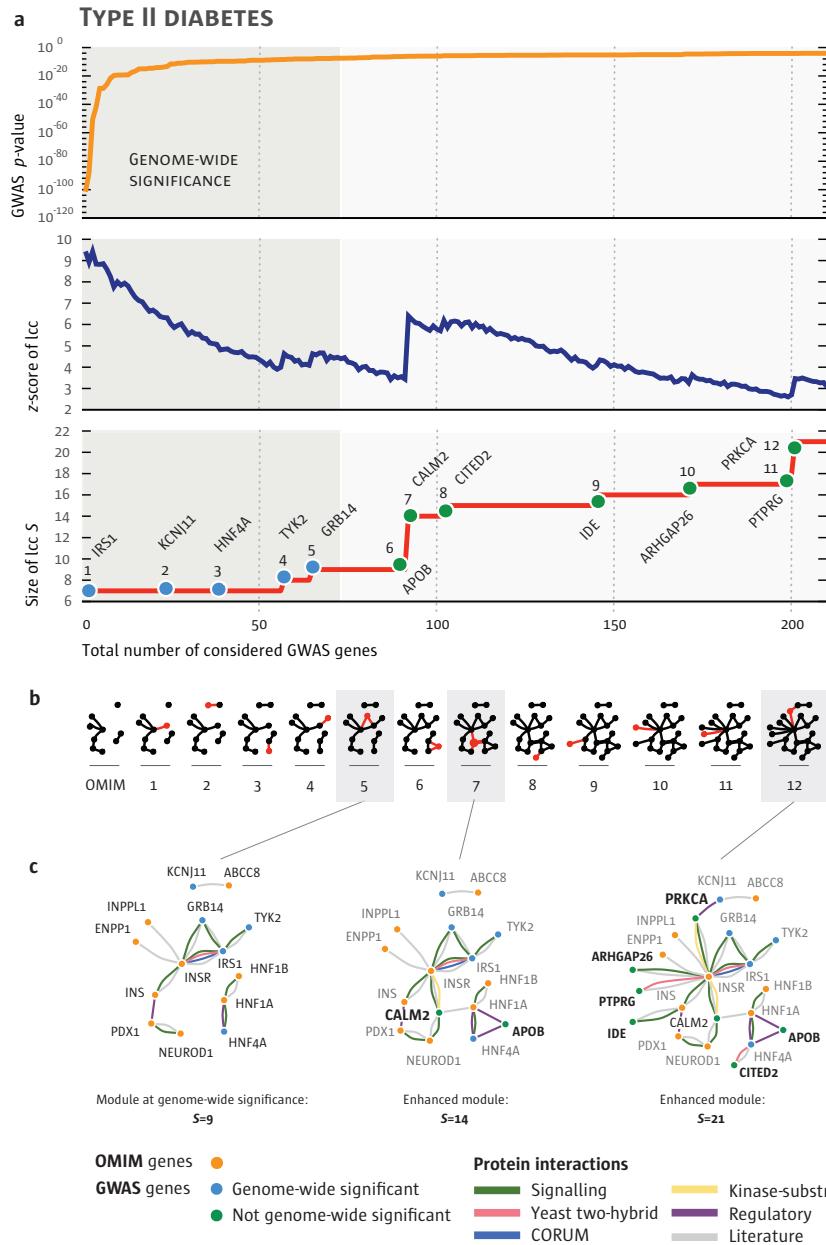 a TYPE II DIABETES
10 0
10 -20
10 -40
10 -60
10 -80
10 -100
10 -120
GWAS p-value
GENOME-WIDE
SIGNIFICANCE
10
9
8
7
6
5
4
3
2
z-score of lcc
22
20
18
16
14
12
10
8
6
Size of lcc S
1 IRS1
2 KCNJ11
3 HNF4A
4 TYK2
5 GRB14
6 APOB
7 CALM2
8 CITED2
9 IDE
10 ARHGAP26
11 PTPRG
12 PRKCA
0 50 100 150 200
Total number of considered GWAS genes
b
OMIM 1 2 3 4 5 6 7 8 9 10 11 12
c
KCNJ11
ABCC8
GRB14
INPPL1
TYK2
ENPP1
IRS1
INSR
HNF1B
INS
HNF1A
PDX1
NEUROD1
HNF4A
Module at genome-wide significance:
S=9
KCNJ11
ABCC8
GRB14
INPPL1
TYK2
ENPP1
IRS1
INSR
HNF1B
INS
HNF1A
CALM2
APOB
PDX1
HNF4A
NEUROD1
Enhanced module:
S=14
KCNJ11
ABCC8
PRKCA
GRB14
INPPL1
TYK2
ENPP1
ARHGAP26
IRS1
INSR
HNF1B
PTPRG
INS
HNF1A
CALM2
IDE
APOB
PDX1
HNF4A
NEUROD1
CITED2
Enhanced module:
S=21
OMIM genes
GWAS genes
Genome-wide significant
Not genome-wide significant
Protein interactions
Signalling
Yeast two-hybrid
CORUM
Kinase-substr
Regulatory
Literature